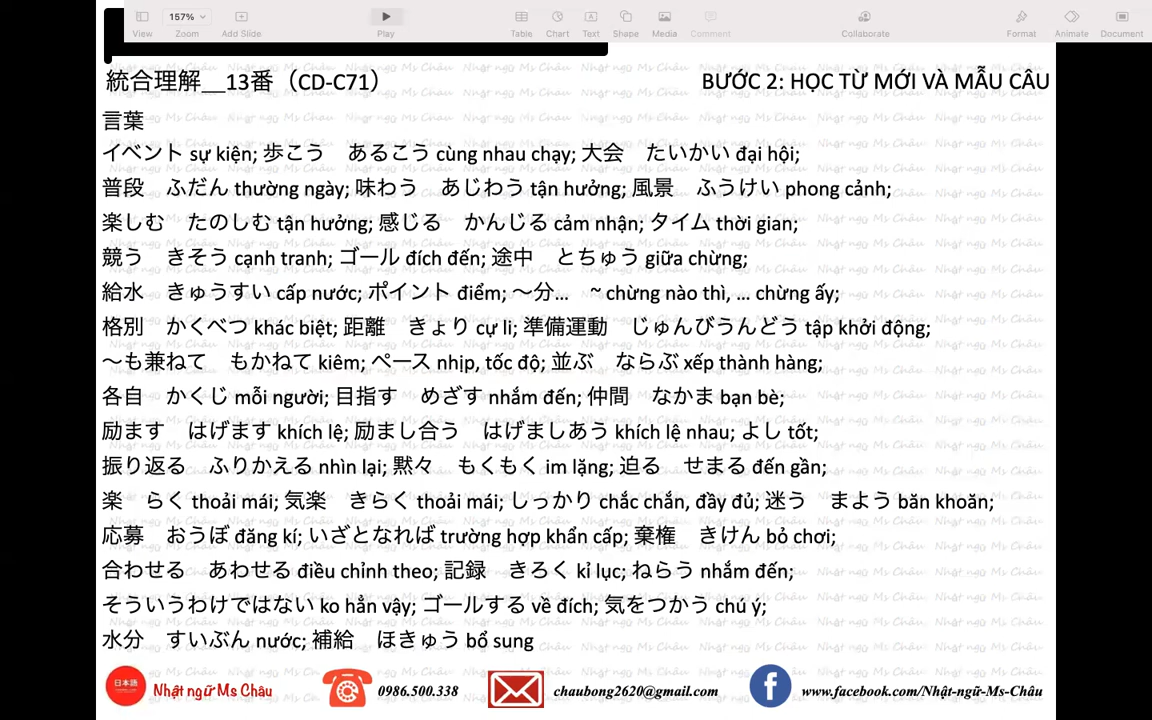 157%
View Zoom Add Slide Play Table Chart Text Shape Media Comment Collaborate Format Animate Document
統合理解__13番（CD-C71） BƯỚC 2: HỌC TỪ MỚI VÀ MẪU CÂU
言葉
イベント sự kiện; 歩こう　あるこう cùng nhau chạy; 大会　たいかい đại hội;
普段　ふだん thường ngày; 味わう　あじわう tận hưởng; 風景　ふうけい phong cảnh;
楽しむ　たのしむ tận hưởng; 感じる　かんじる cảm nhận; タイム thời gian;
競う　きそう cạnh tranh; ゴール đích đến; 途中　とちゅう giữa chừng;
給水　きゅうすい cấp nước; ポイント điểm; ～分...　~ chừng nào thì, ... chừng ấy;
格別　かくべつ khác biệt; 距離　きょり cự li; 準備運動　じゅんびうんどう tập khởi động;
～も兼ねて　もかねて kiêm; ペース nhịp, tốc độ; 並ぶ　ならぶ xếp thành hàng;
各自　かくじ mỗi người; 目指す　めざす nhắm đến; 仲間　なかま bạn bè;
励ます　はげます khích lệ; 励まし合う　はげましあう khích lệ nhau; よし tốt;
振り返る　ふりかえる nhìn lại; 黙々　もくもく im lặng; 迫る　せまる đến gần;
楽　らく thoải mái; 気楽　きらく thoải mái; しっかり chắc chắn, đầy đủ; 迷う　まよう băn khoăn;
応募　おうぼ đăng kí; いざとなれば trường hợp khẩn cấp; 棄権　きけん bỏ chơi;
合わせる　あわせる điều chỉnh theo; 記録　きろく kỉ lục; ねらう nhắm đến;
そういうわけではない ko hẳn vậy; ゴールする về đích; 気をつかう chú ý;
水分　すいぶん nước; 補給　ほきゅう bổ sung
日本語 Nhật ngữ Ms Châu 0986.500.338 chaubong2620@gmail.com www.facebook.com/Nhật-ngữ-Ms-Châu